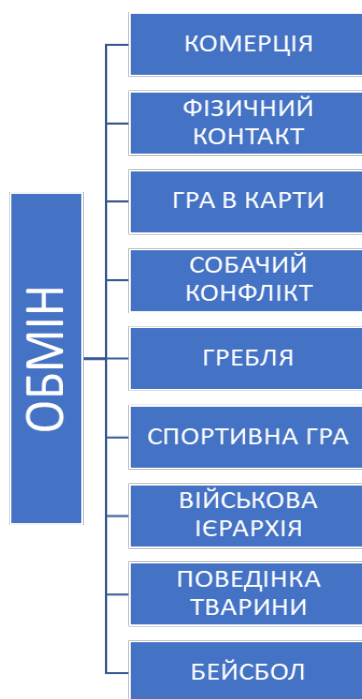 ОБМІН
КОМЕРЦІЯ
ФІЗИЧНИЙ
КОНТАКТ
ГРА В КАРТИ
СОБАЧИЙ
КОНФЛІКТ
ГРЕБЛЯ
СПОРТИВНА ГРА
ВІЙСЬКОВА
ІЄРАРХІЯ
ПОВЕДІНКА
ТВАРИНИ
БЕЙСБОЛ